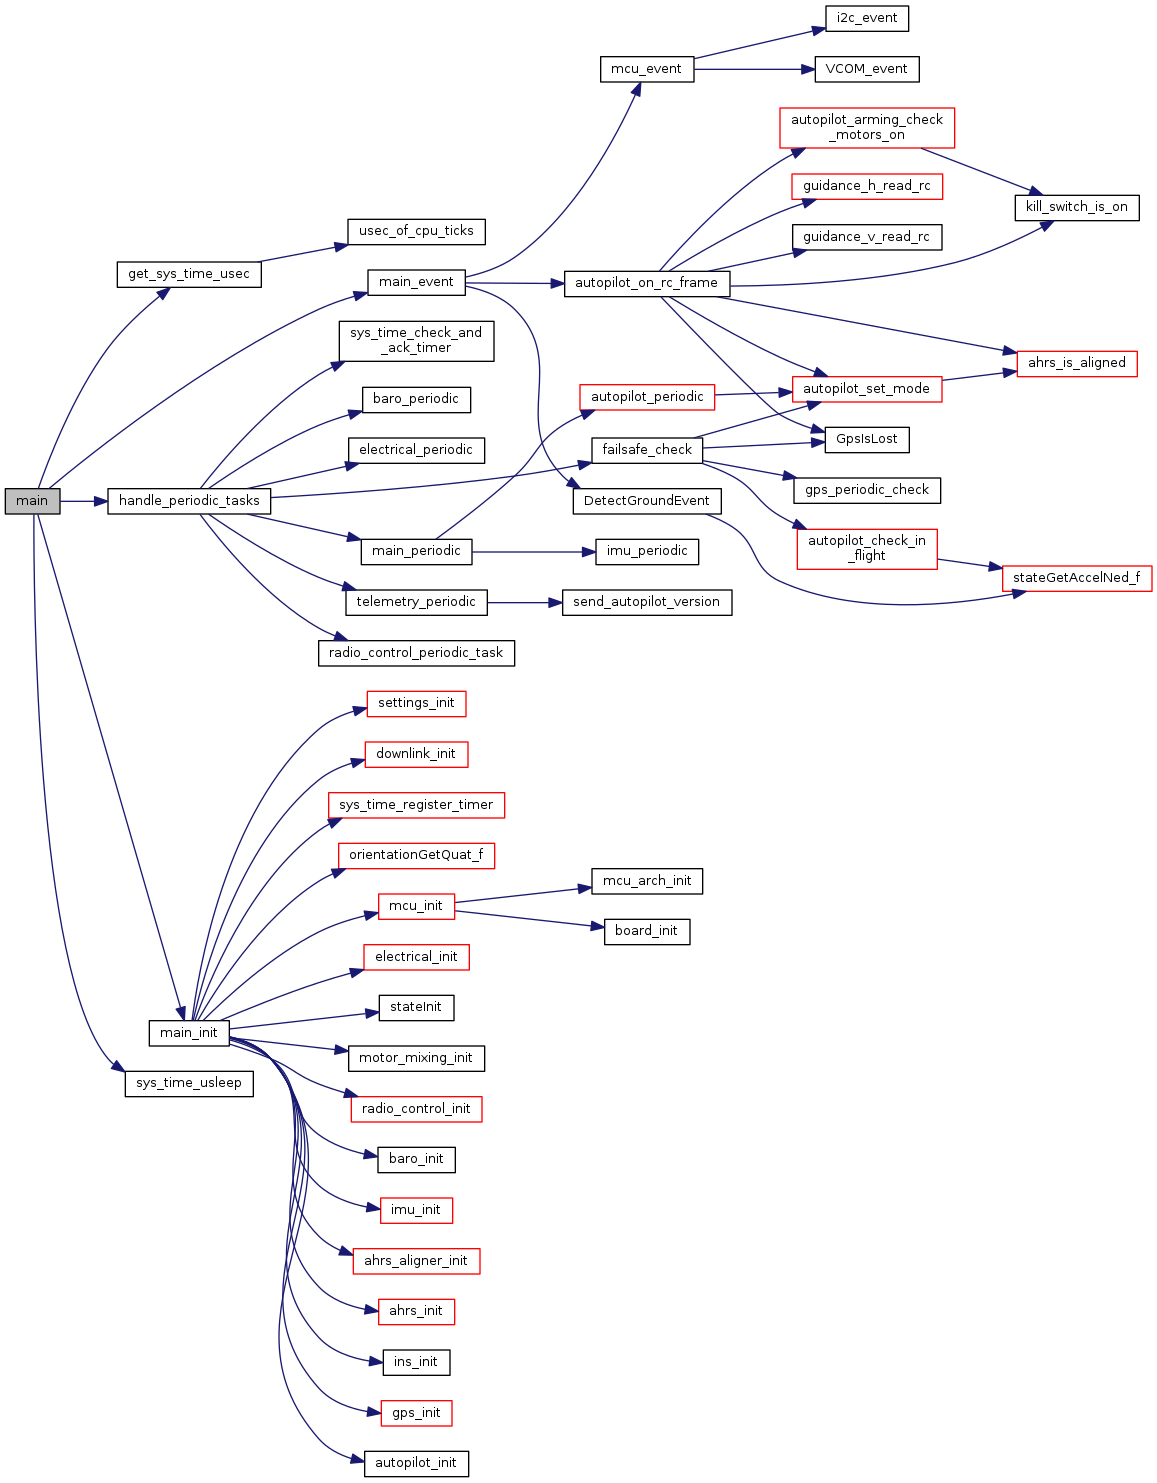 i2c_event
mcu_event
VCOM_event
autopilot_arming_check
_motors_on
guidance_h_read_rc
kill_switch_is_on
usec_of_cpu_ticks
guidance_v_read_rc
get_sys_time_usec
main_event
autopilot_on_rc_frame
sys_time_check_and
_ack_timer
ahrs_is_aligned
baro_periodic
autopilot_periodic
autopilot_set_mode
electrical_periodic
failsafe_check
GpsIsLost
main
handle_periodic_tasks
DetectGroundEvent
gps_periodic_check
main_periodic
imu_periodic
autopilot_check_in
_flight
stateGetAccelNed_f
telemetry_periodic
send_autopilot_version
radio_control_periodic_task
settings_init
downlink_init
sys_time_register_timer
orientationGetQuat_f
mcu_init
mcu_arch_init
board_init
electrical_init
stateInit
main_init
motor_mixing_init
sys_time_usleep
radio_control_init
baro_init
imu_init
ahrs_aligner_init
ahrs_init
ins_init
gps_init
autopilot_init